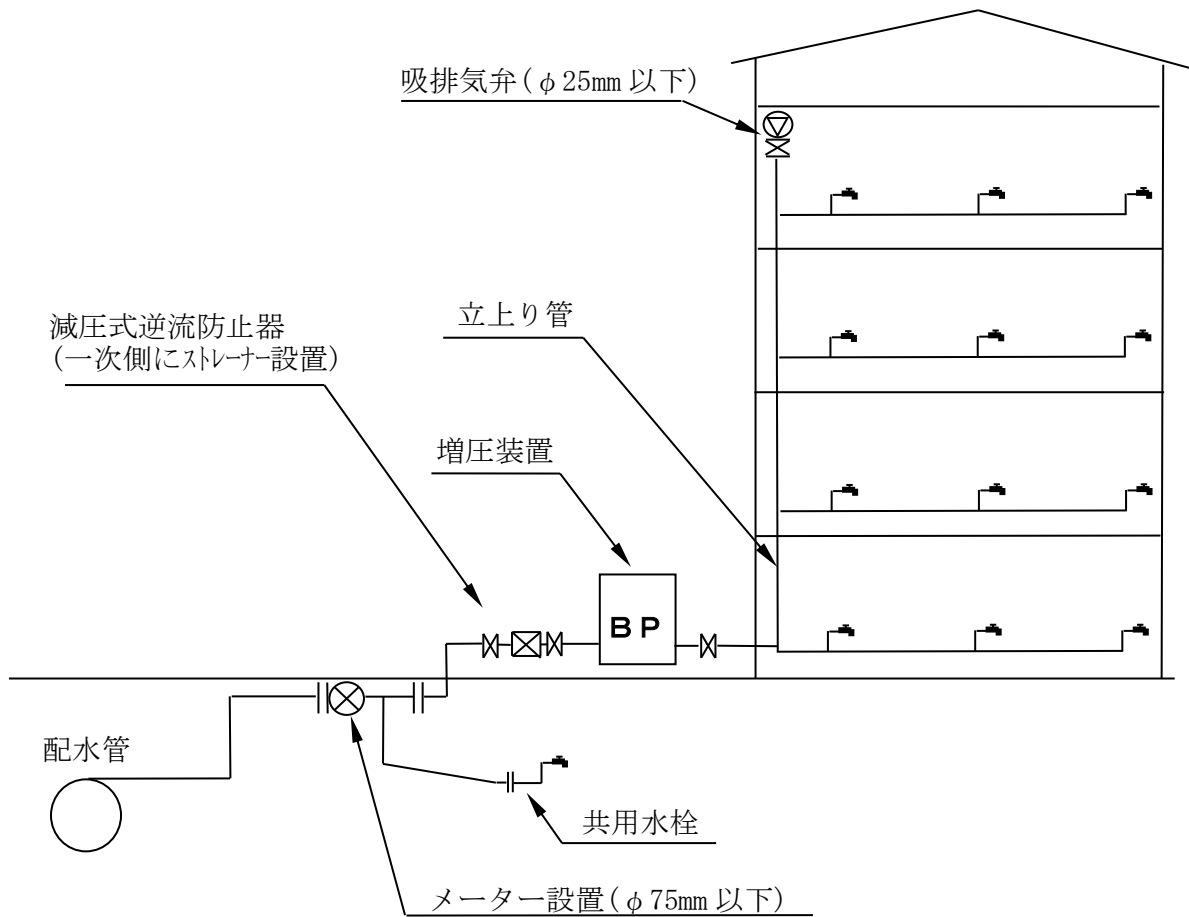 吸排気弁(φ25mm 以下)
立上り管
減圧式逆流防止器
(一次側にｽﾄﾚｰﾅｰ設置)
増圧装置
BP
配水管
共用水栓
メーター設置(φ75mm 以下)